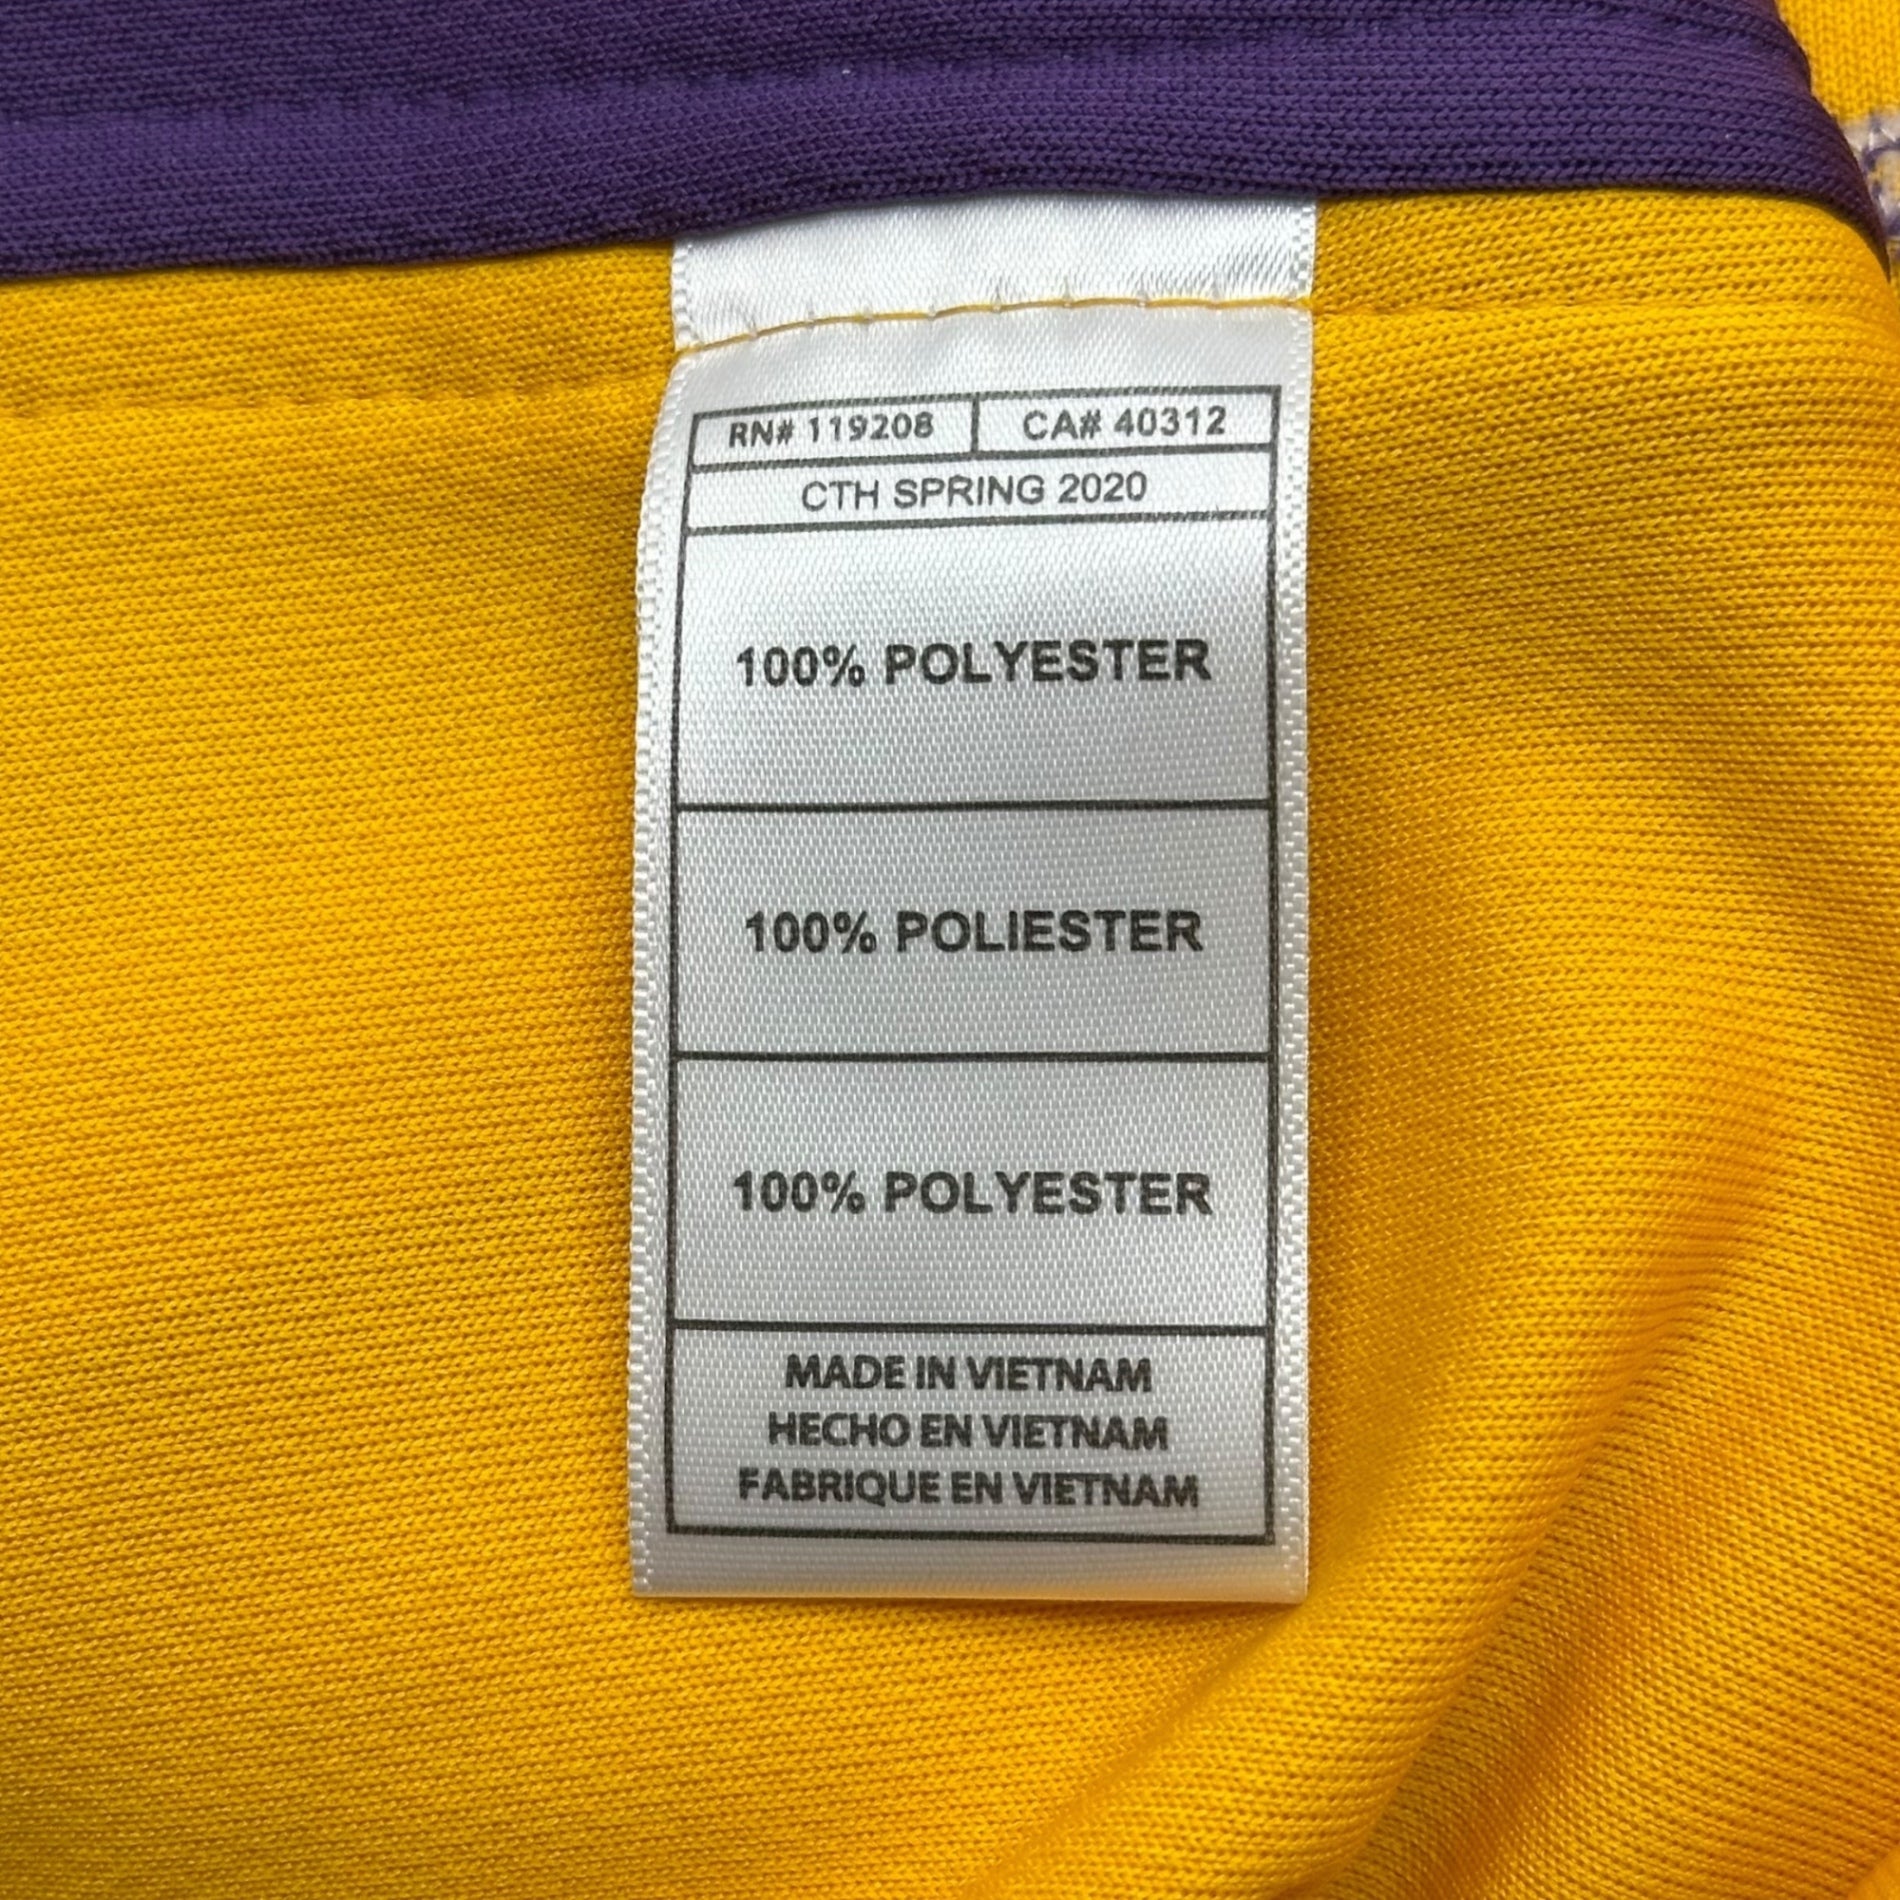 RN# 119208 CA# 40312
CTH SPRING 2020
100% POLYESTER
100% POLIESTER
100% POLYESTER
MADE IN VIETNAM
HECHO EN VIETNAM
FABRIQUE EN VIETNAM